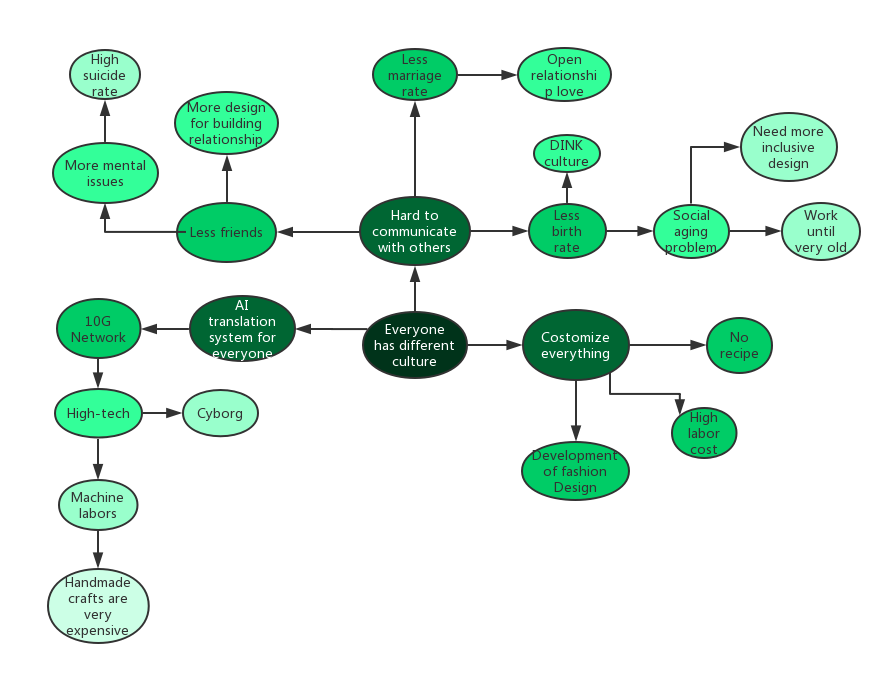 High
suicide
rate
Less
marriage
rate
Open
relationshi
p love
More design
for building
relationship
Need more
inclusive
design
DINK
culture
More mental
issues
Less friends
Hard to
communicate
with others
Less
birth
rate
Social
aging
problem
Work
until
very old
10G
Network
AI
translation
system for
everyone
Everyone
has different
culture
Costomize
everything
No
recipe
High-tech
Cyborg
High
labor
cost
Development
of fashion
Design
Machine
labors
Handmade
crafts are
very
expensive